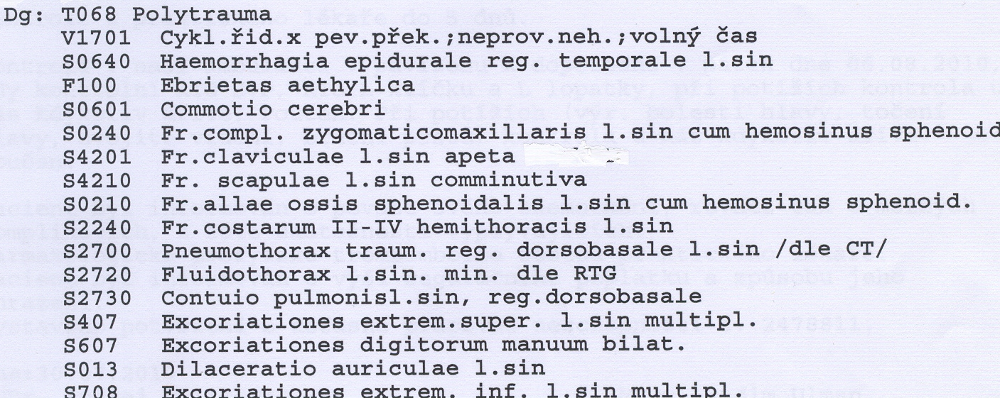 Dg: T068 Polytrauma
V1701 Cykl.řid.x pev.přek.;neprov.neh.;volný čas
S0640 Haemorrhagia epidurale reg. temporale l.sin
F100 Ebrietas aethylica
S0601 Commotio cerebri
S0240 Fr.compl. zygomaticomaxillaris l.sin cum hemosinus sphenoid
S4201 Fr.claviculae l.sin apeta
S4210 Fr. scapulae l.sin comminutiva
S0210 Fr.allae ossis sphenoidalis l.sin cum hemosinus sphenoid.
S2240 Fr.costarum II-IV hemithoracis l.sin
S2700 Pneumothorax traum. reg. dorsobasale l.sin /dle CT/
S2720 Fluidothorax l.sin. min. dle RTG
S2730 Contuio pulmonisl.sin, reg.dorsobasale
S407 Excoriationes extrem.super. l.sin multipl.
S607 Excoriationes digitorum manuum bilat.
S013 Dilaceratio auriculae l.sin
S708 Excoriationes extrem. inf. l.sin multipl.